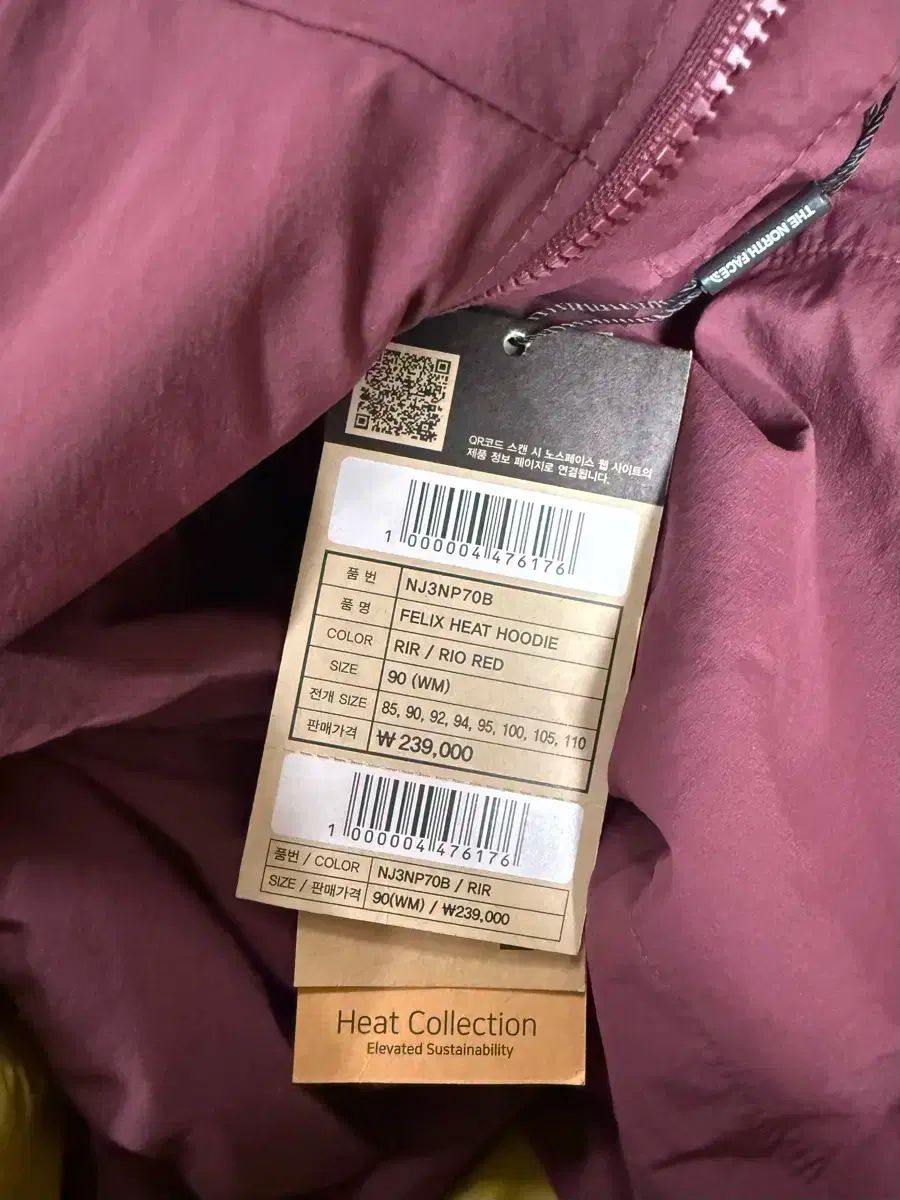 THE NORTH FACE
QR코드 스캔 시 노스페이스 웹 사이트의
제품 정보 페이지로 연결됩니다.
1 000004 476176
품 번 NJ3NP70B
품 명 FELIX HEAT HOODIE
COLOR RIR / RIO RED
SIZE 90 (WM)
전개 SIZE 85, 90, 92, 94, 95, 100, 105, 110
판매가격 ₩239,000
1 000004 476176
품번 / COLOR NJ3NP70B / RIR
SIZE / 판매가격 90(WM) / ₩239,000
Heat Collection
Elevated Sustainability